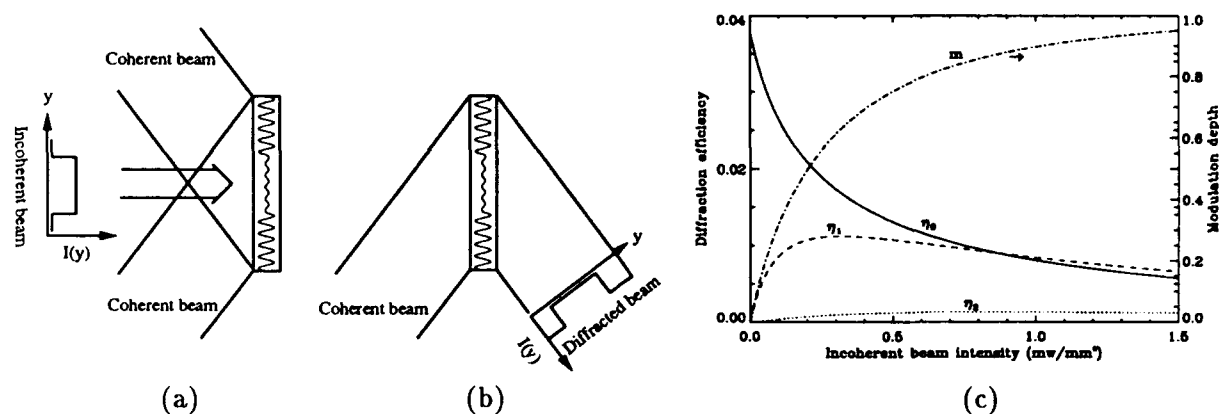 Coherent beam
y
Incoherent beam
I(y)
Coherent beam
(a)
Coherent beam
y
I(y)
Diffracted beam
(b)
0.04
0.02
0.00
Diffraction efficiency
m
η₀
η₁
η₂
1.0
0.8
0.6
0.4
0.2
0.0
Modulation depth
0.0 0.5 1.0 1.5
Incoherent beam intensity (mw/mm²)
(c)